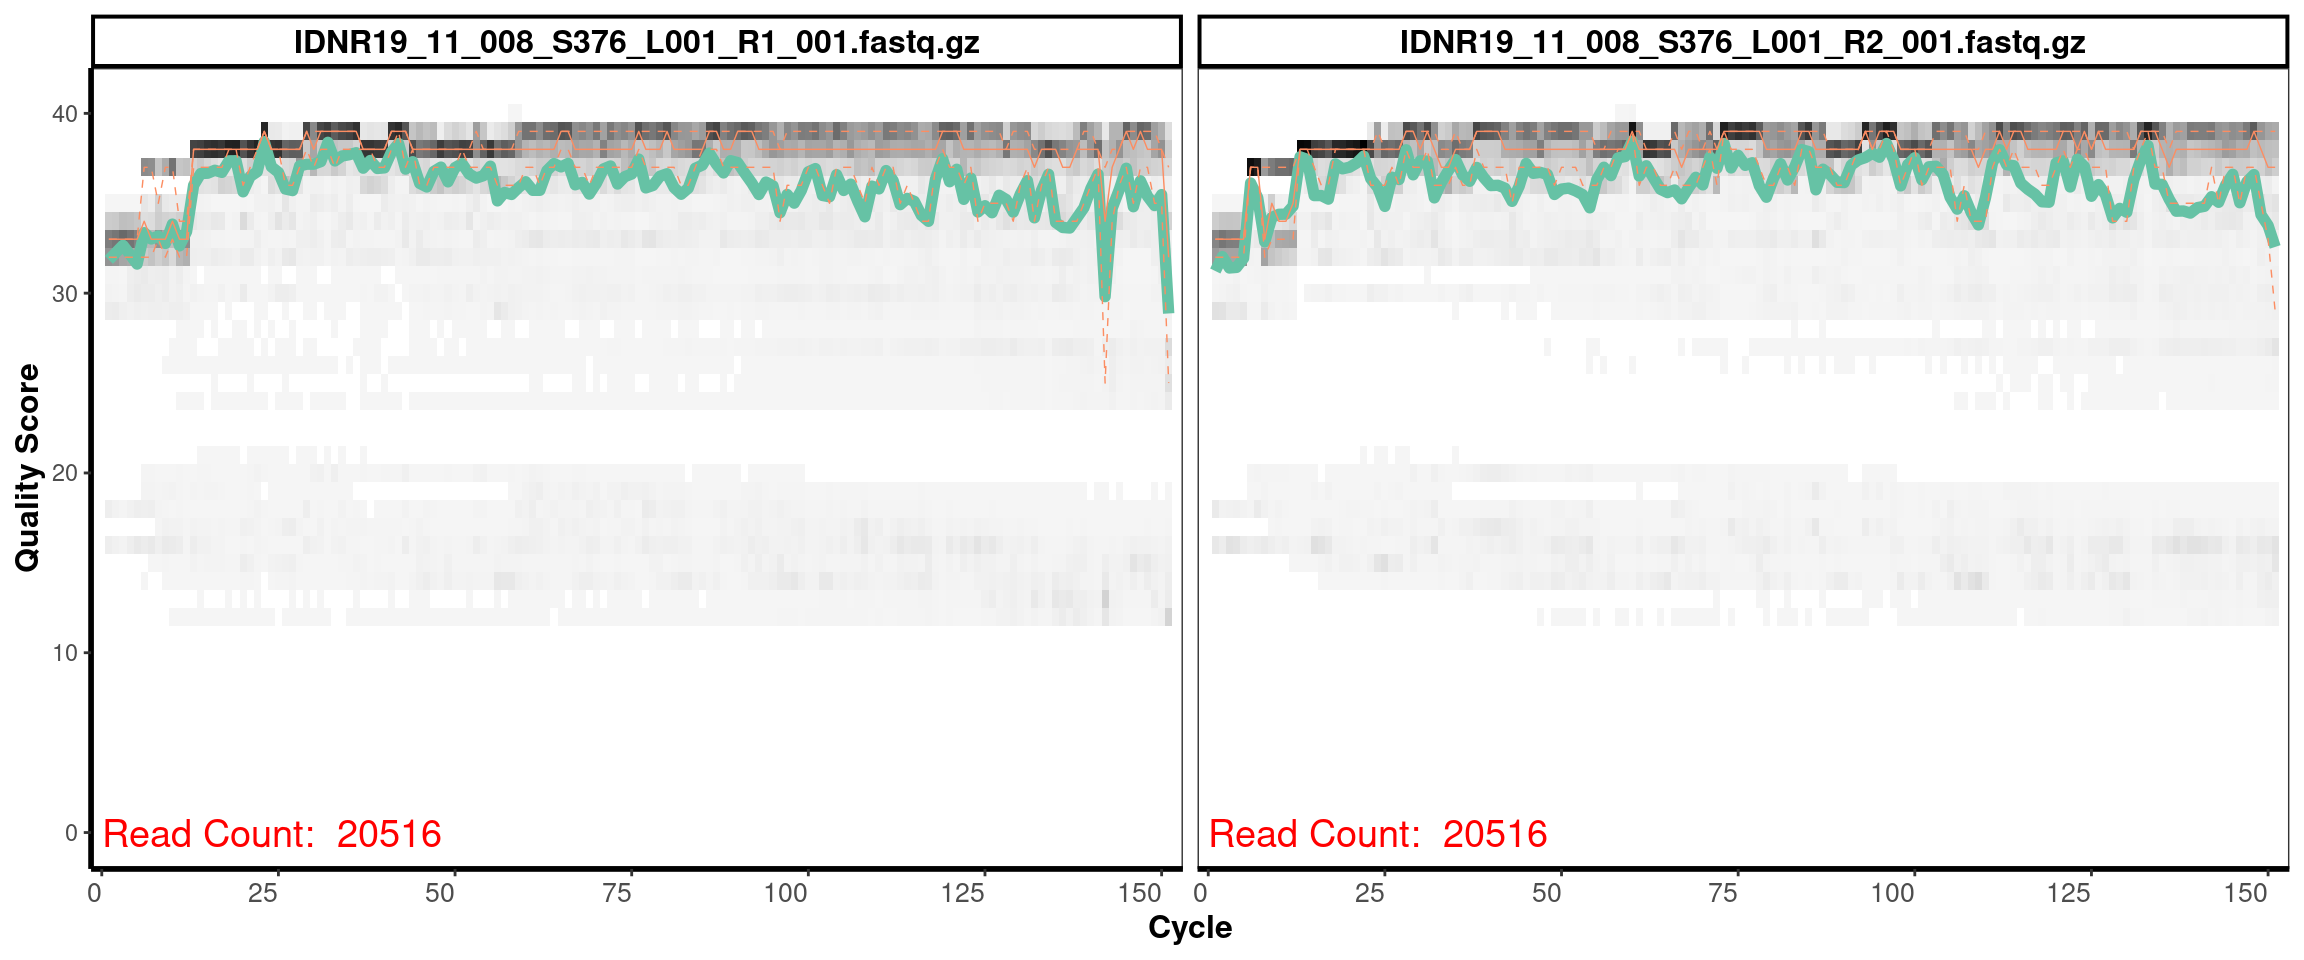 IDNR19_11_008_S376_L001_R1_001.fastq.gz
IDNR19_11_008_S376_L001_R2_001.fastq.gz
Quality Score
40
30
20
10
0
Read Count:  20516
Read Count:  20516
0 25 50 75 100 125 150
0 25 50 75 100 125 150
Cycle